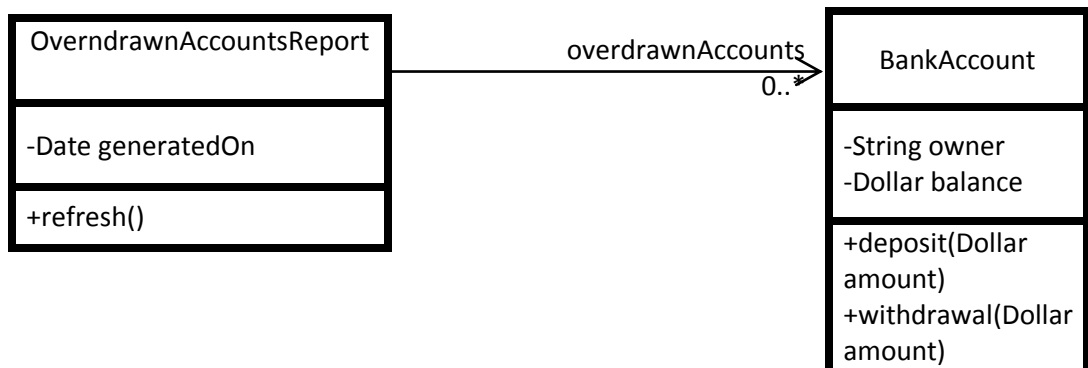 OverndrawnAccountsReport
-Date generatedOn
+refresh()
overdrawnAccounts
0..*
BankAccount
-String owner
-Dollar balance
+deposit(Dollar
amount)
+withdrawal(Dollar
amount)